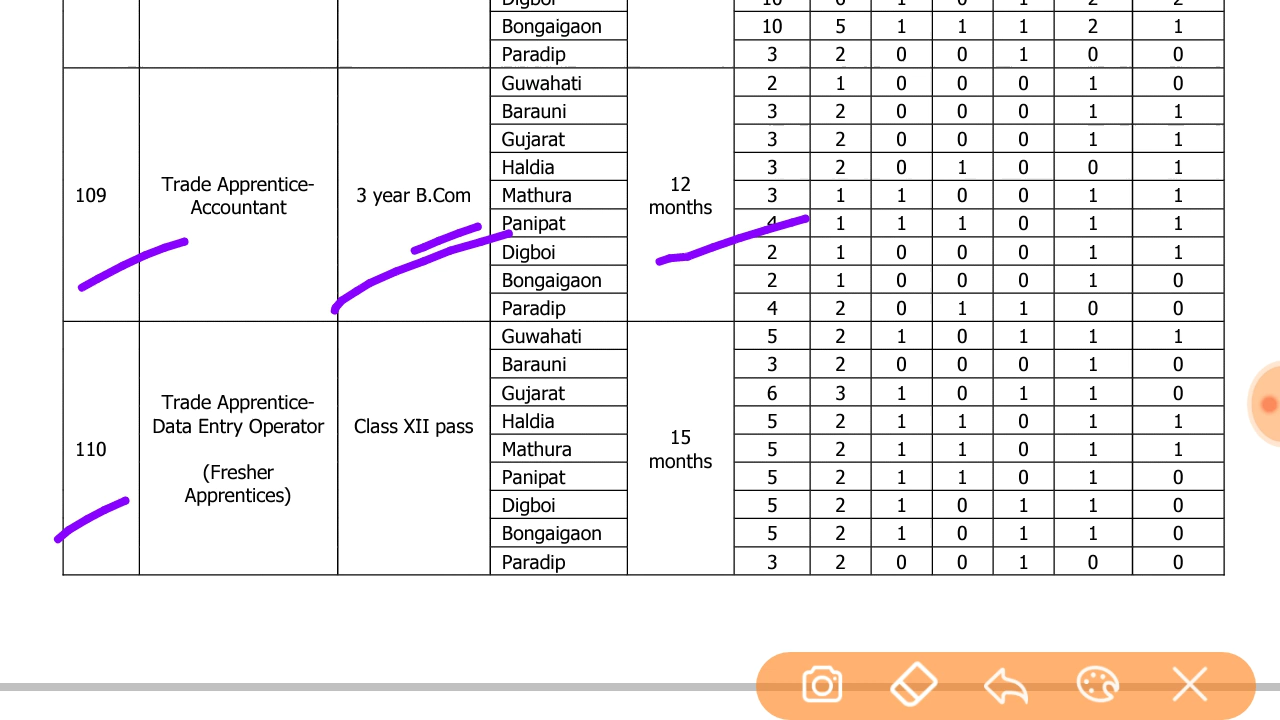 Digboi 10 6 1 0 1 2 2
Bongaigaon 10 5 1 1 1 2 1
Paradip 3 2 0 0 1 0 0
Guwahati 2 1 0 0 0 1 0
Barauni 3 2 0 0 0 1 1
Gujarat 3 2 0 0 0 1 1
Haldia 3 2 0 1 0 0 1
109 Trade Apprentice- Accountant 3 year B.Com Mathura 12 months 3 1 1 0 0 1 1
Panipat 4 1 1 1 0 1 1
Digboi 2 1 0 0 0 1 1
Bongaigaon 2 1 0 0 0 1 0
Paradip 4 2 0 1 1 0 0
Guwahati 5 2 1 0 1 1 1
Barauni 3 2 0 0 0 1 0
Gujarat 6 3 1 0 1 1 0
Haldia 5 2 1 1 0 1 1
110 Trade Apprentice- Data Entry Operator (Fresher Apprentices) Class XII pass Mathura 15 months 5 2 1 1 0 1 1
Panipat 5 2 1 1 0 1 0
Digboi 5 2 1 0 1 1 0
Bongaigaon 5 2 1 0 1 1 0
Paradip 3 2 0 0 1 0 0